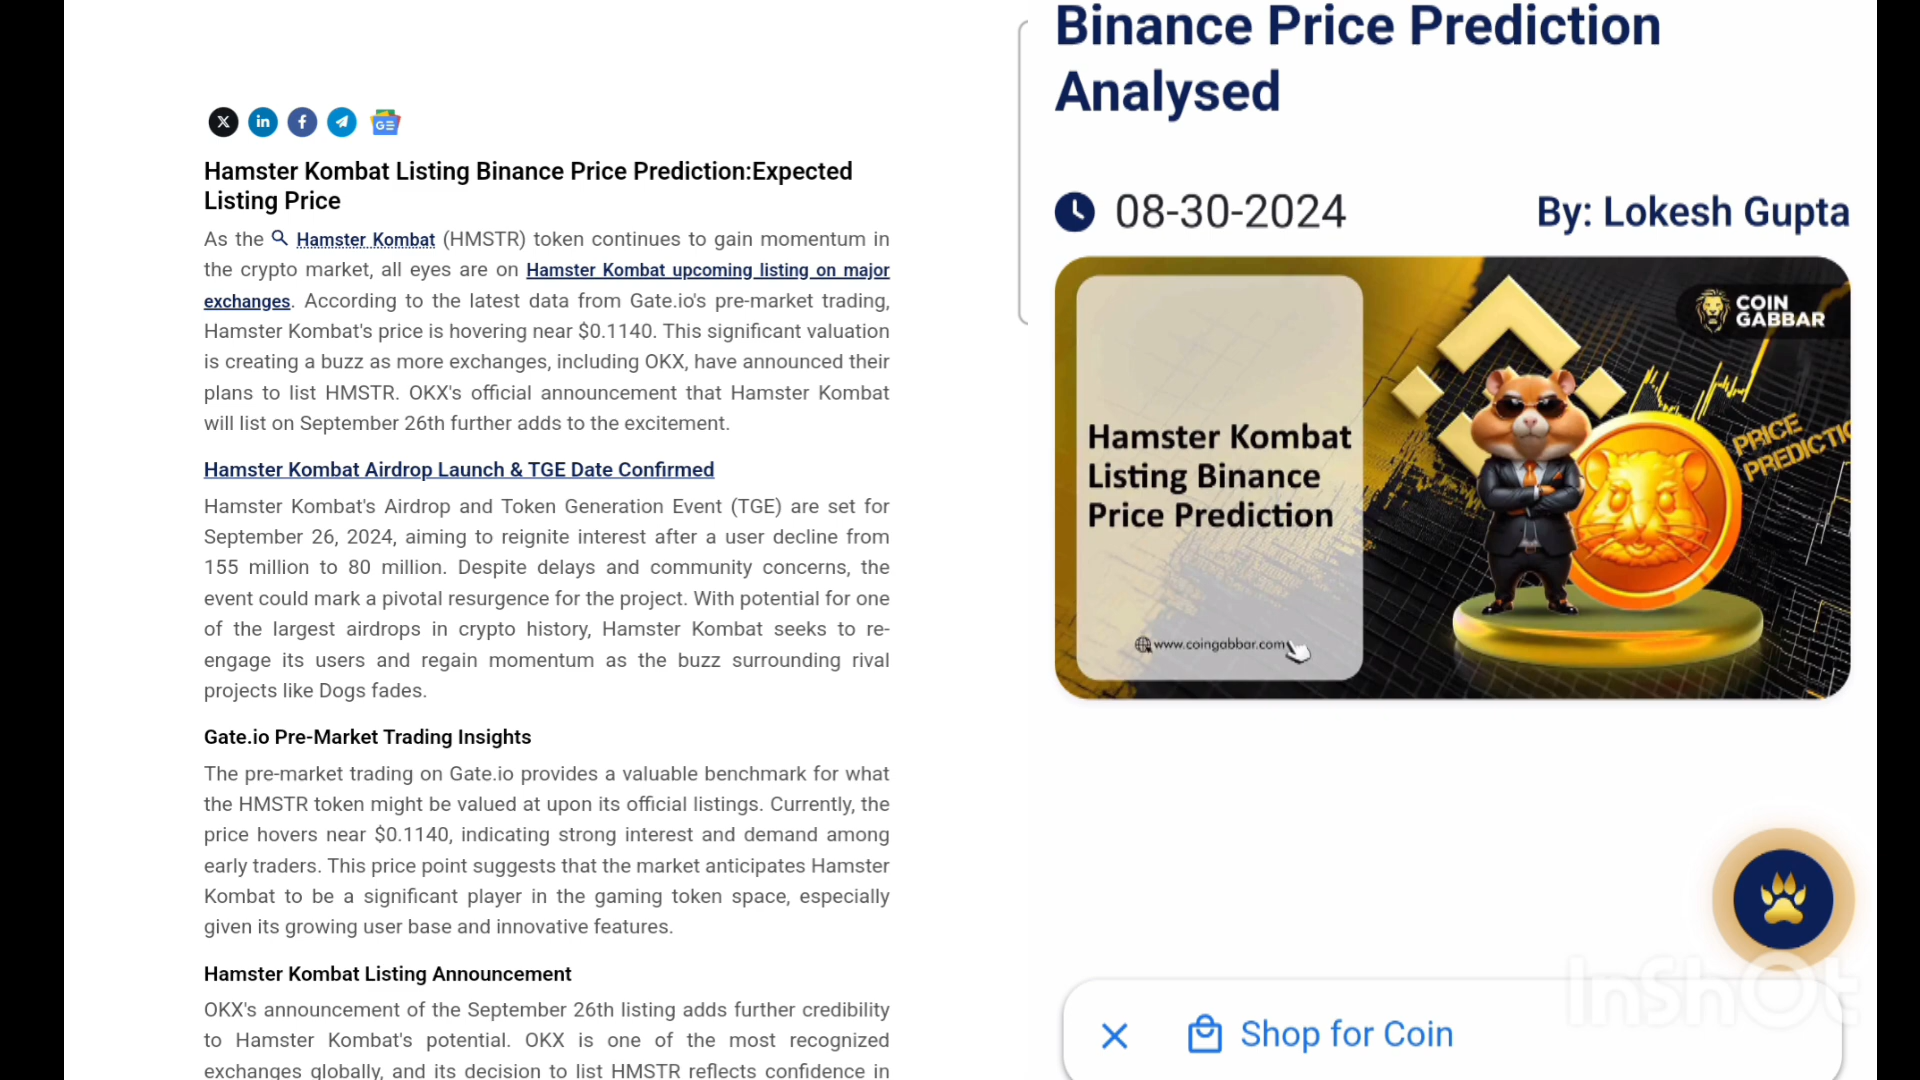 Hamster Kombat Listing Binance Price Prediction:Expected
Listing Price
As the Hamster Kombat (HMSTR) token continues to gain momentum in
the crypto market, all eyes are on Hamster Kombat upcoming listing on major
exchanges. According to the latest data from Gate.io's pre-market trading,
Hamster Kombat's price is hovering near $0.1140. This significant valuation
is creating a buzz as more exchanges, including OKX, have announced their
plans to list HMSTR. OKX's official announcement that Hamster Kombat
will list on September 26th further adds to the excitement.
Hamster Kombat Airdrop Launch & TGE Date Confirmed
Hamster Kombat's Airdrop and Token Generation Event (TGE) are set for
September 26, 2024, aiming to reignite interest after a user decline from
155 million to 80 million. Despite delays and community concerns, the
event could mark a pivotal resurgence for the project. With potential for one
of the largest airdrops in crypto history, Hamster Kombat seeks to re-
engage its users and regain momentum as the buzz surrounding rival
projects like Dogs fades.
Gate.io Pre-Market Trading Insights
The pre-market trading on Gate.io provides a valuable benchmark for what
the HMSTR token might be valued at upon its official listings. Currently, the
price hovers near $0.1140, indicating strong interest and demand among
early traders. This price point suggests that the market anticipates Hamster
Kombat to be a significant player in the gaming token space, especially
given its growing user base and innovative features.
Hamster Kombat Listing Announcement
OKX's announcement of the September 26th listing adds further credibility
to Hamster Kombat's potential. OKX is one of the most recognized
exchanges globally, and its decision to list HMSTR reflects confidence in
Binance Price Prediction
Analysed
08-30-2024
By: Lokesh Gupta
COIN
GABBAR
Hamster Kombat
Listing Binance
Price Prediction
www.coingabbar.com
PRICE
Shop for Coin
InShOt